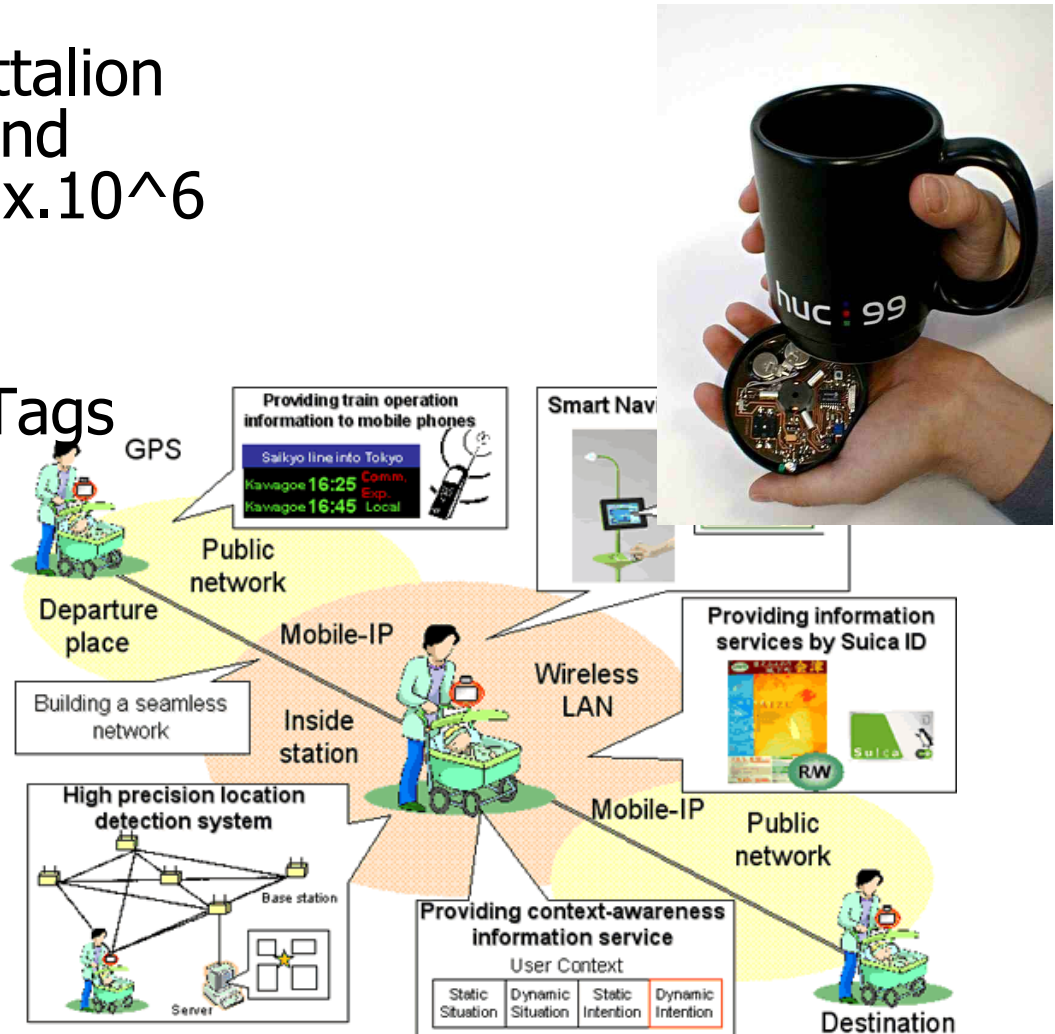 ttalion
nd
x.10^6
huc:99
Tags
GPS
Providing train operation
information to mobile phones
Saikyo line into Tokyo
Kawagoe 16:25 Comm. Exp.
Kawagoe 16:45 Local
Smart Navi
Public
network
Departure
place
Mobile-IP
Building a seamless
network
Inside
station
Wireless
LAN
Providing information
services by Suica ID
Suica
R/W
High precision location
detection system
Base station
Server
Mobile-IP
Public
network
Providing context-awareness
information service
User Context
Static
Situation
Dynamic
Situation
Static
Intention
Dynamic
Intention
Destination